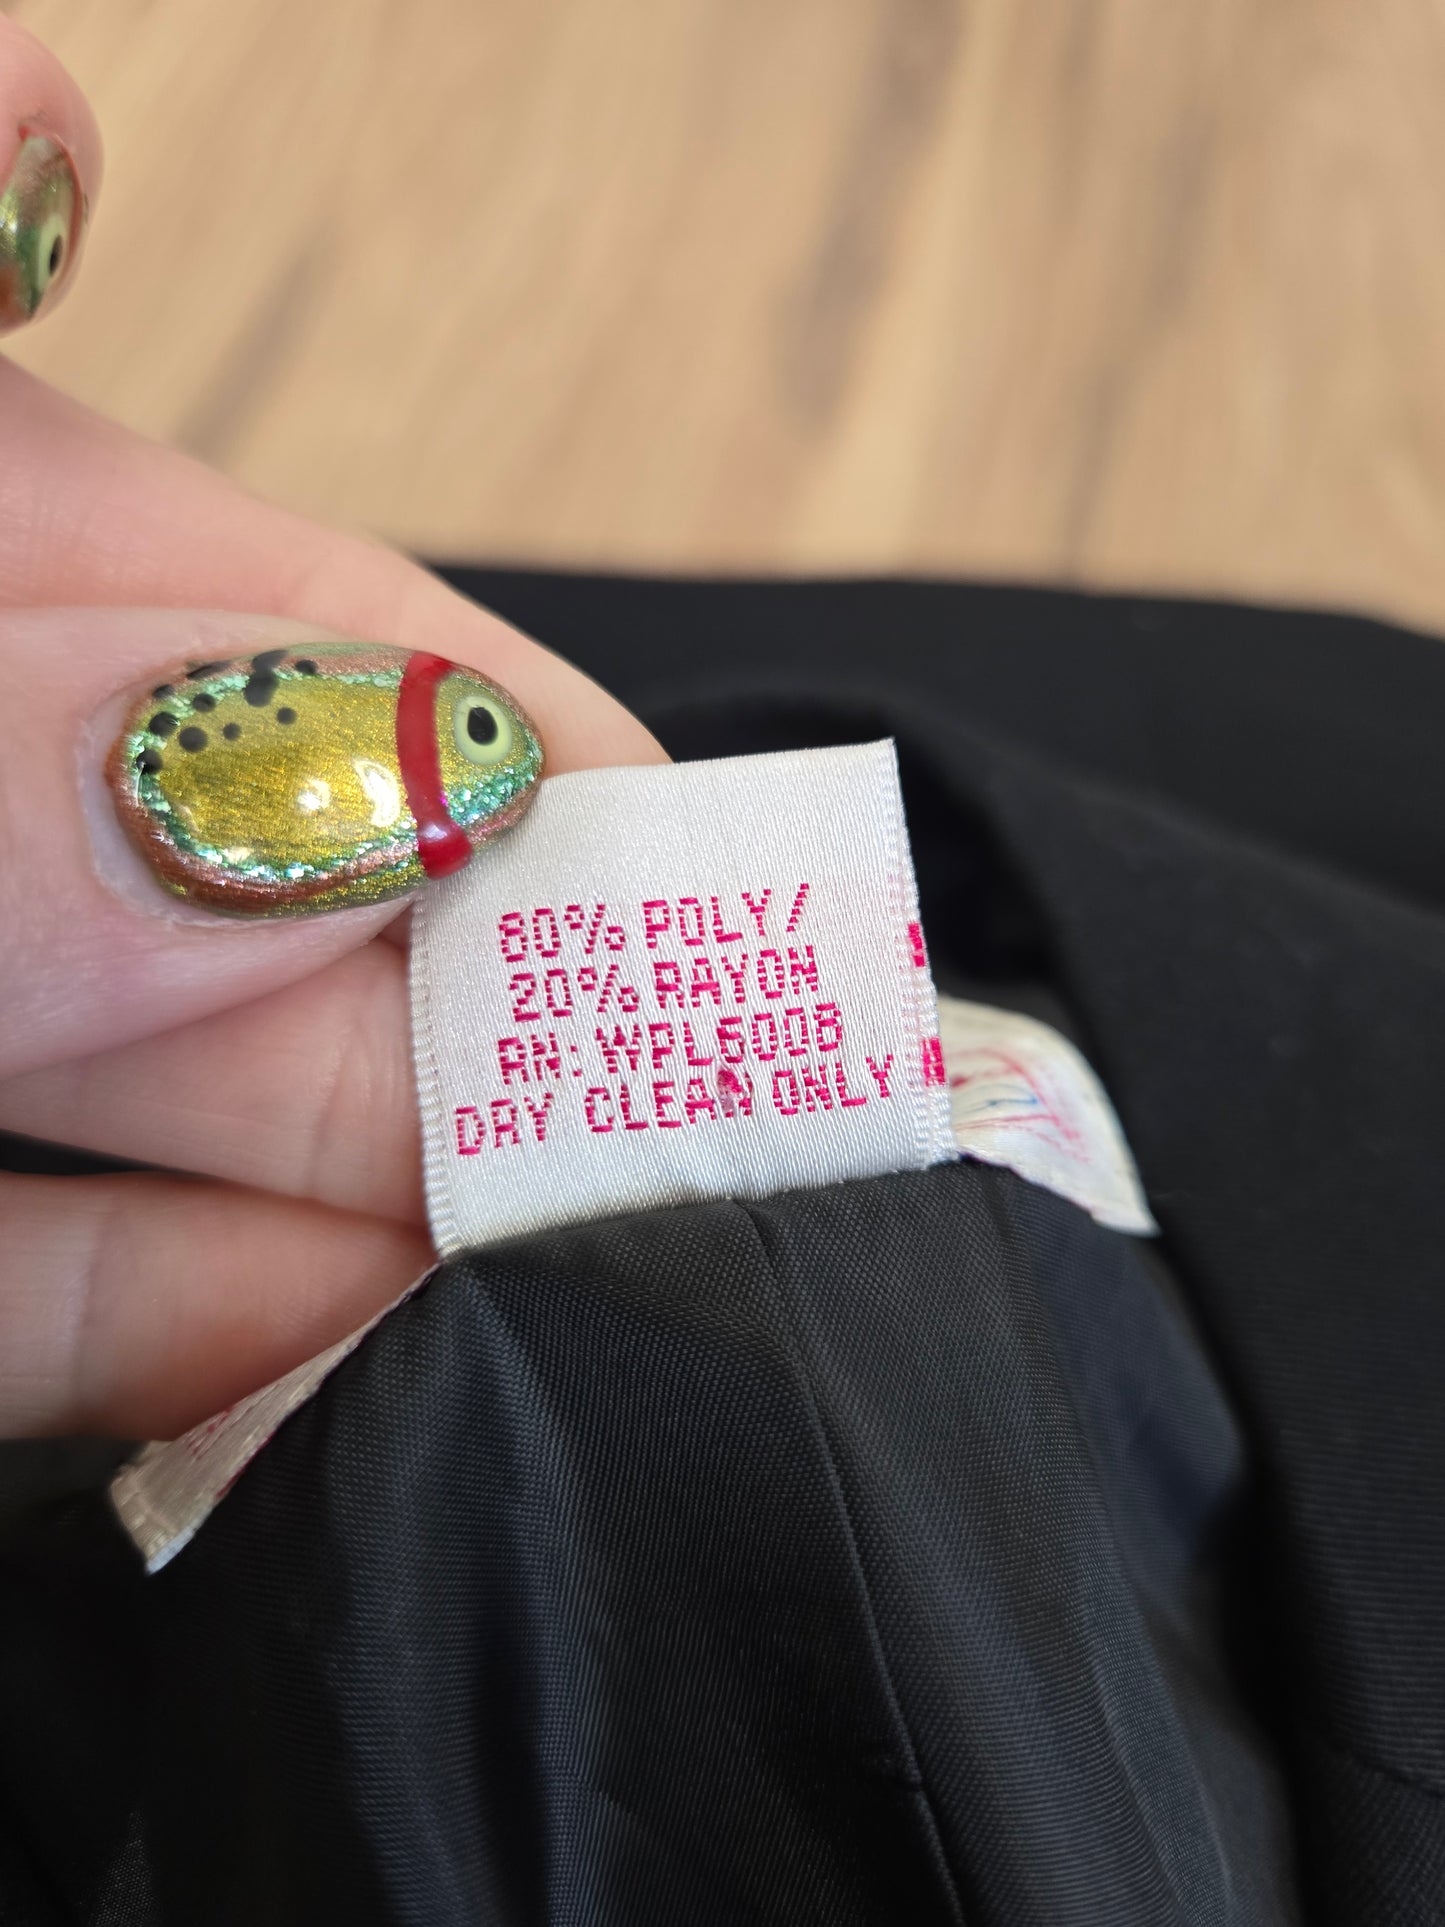 80% POLY/
20% RAYON
RN: WPL5008
DRY CLEAN ONLY